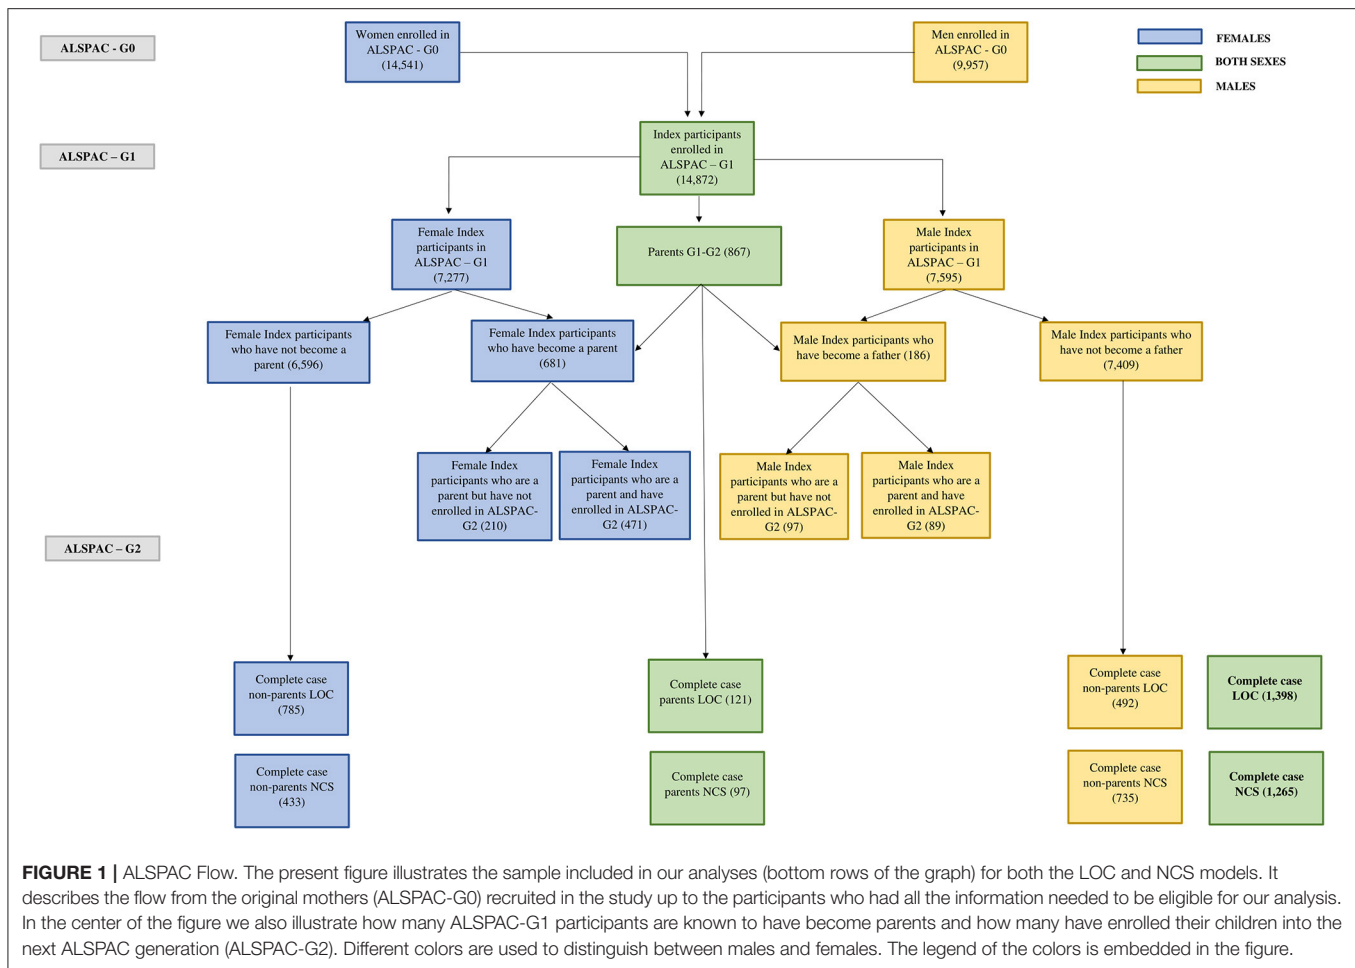 ALSPAC - G0
Women enrolled in
ALSPAC - G0
(14,541)
Men enrolled in
ALSPAC - G0
(9,957)
FEMALES
BOTH SEXES
MALES
ALSPAC – G1
Index participants
enrolled in
ALSPAC – G1
(14,872)
Female Index
participants in
ALSPAC – G1
(7,277)
Parents G1-G2 (867)
Male Index
participants in
ALSPAC – G1
(7,595)
Female Index participants
who have not become a
parent (6,596)
Female Index participants
who have become a parent
(681)
Male Index participants who
have become a father (186)
Male Index participants who
have not become a father
(7,409)
Female Index
participants who are a
parent but have not
enrolled in ALSPAC-
G2 (210)
Female Index
participants who are a
parent and have
enrolled in ALSPAC-
G2 (471)
Male Index
participants who are a
parent but have not
enrolled in ALSPAC-
G2 (97)
Male Index
participants who are a
parent and have
enrolled in ALSPAC-
G2 (89)
ALSPAC – G2
Complete case
non-parents LOC
(785)
Complete case
parents LOC (121)
Complete case
non-parents LOC
(492)
Complete case
LOC (1,398)
Complete case
non-parents NCS
(433)
Complete case
parents NCS (97)
Complete case
non-parents NCS
(735)
Complete case
NCS (1,265)
FIGURE 1 | ALSPAC Flow. The present figure illustrates the sample included in our analyses (bottom rows of the graph) for both the LOC and NCS models. It
describes the flow from the original mothers (ALSPAC-G0) recruited in the study up to the participants who had all the information needed to be eligible for our analysis.
In the center of the figure we also illustrate how many ALSPAC-G1 participants are known to have become parents and how many have enrolled their children into the
next ALSPAC generation (ALSPAC-G2). Different colors are used to distinguish between males and females. The legend of the colors is embedded in the figure.